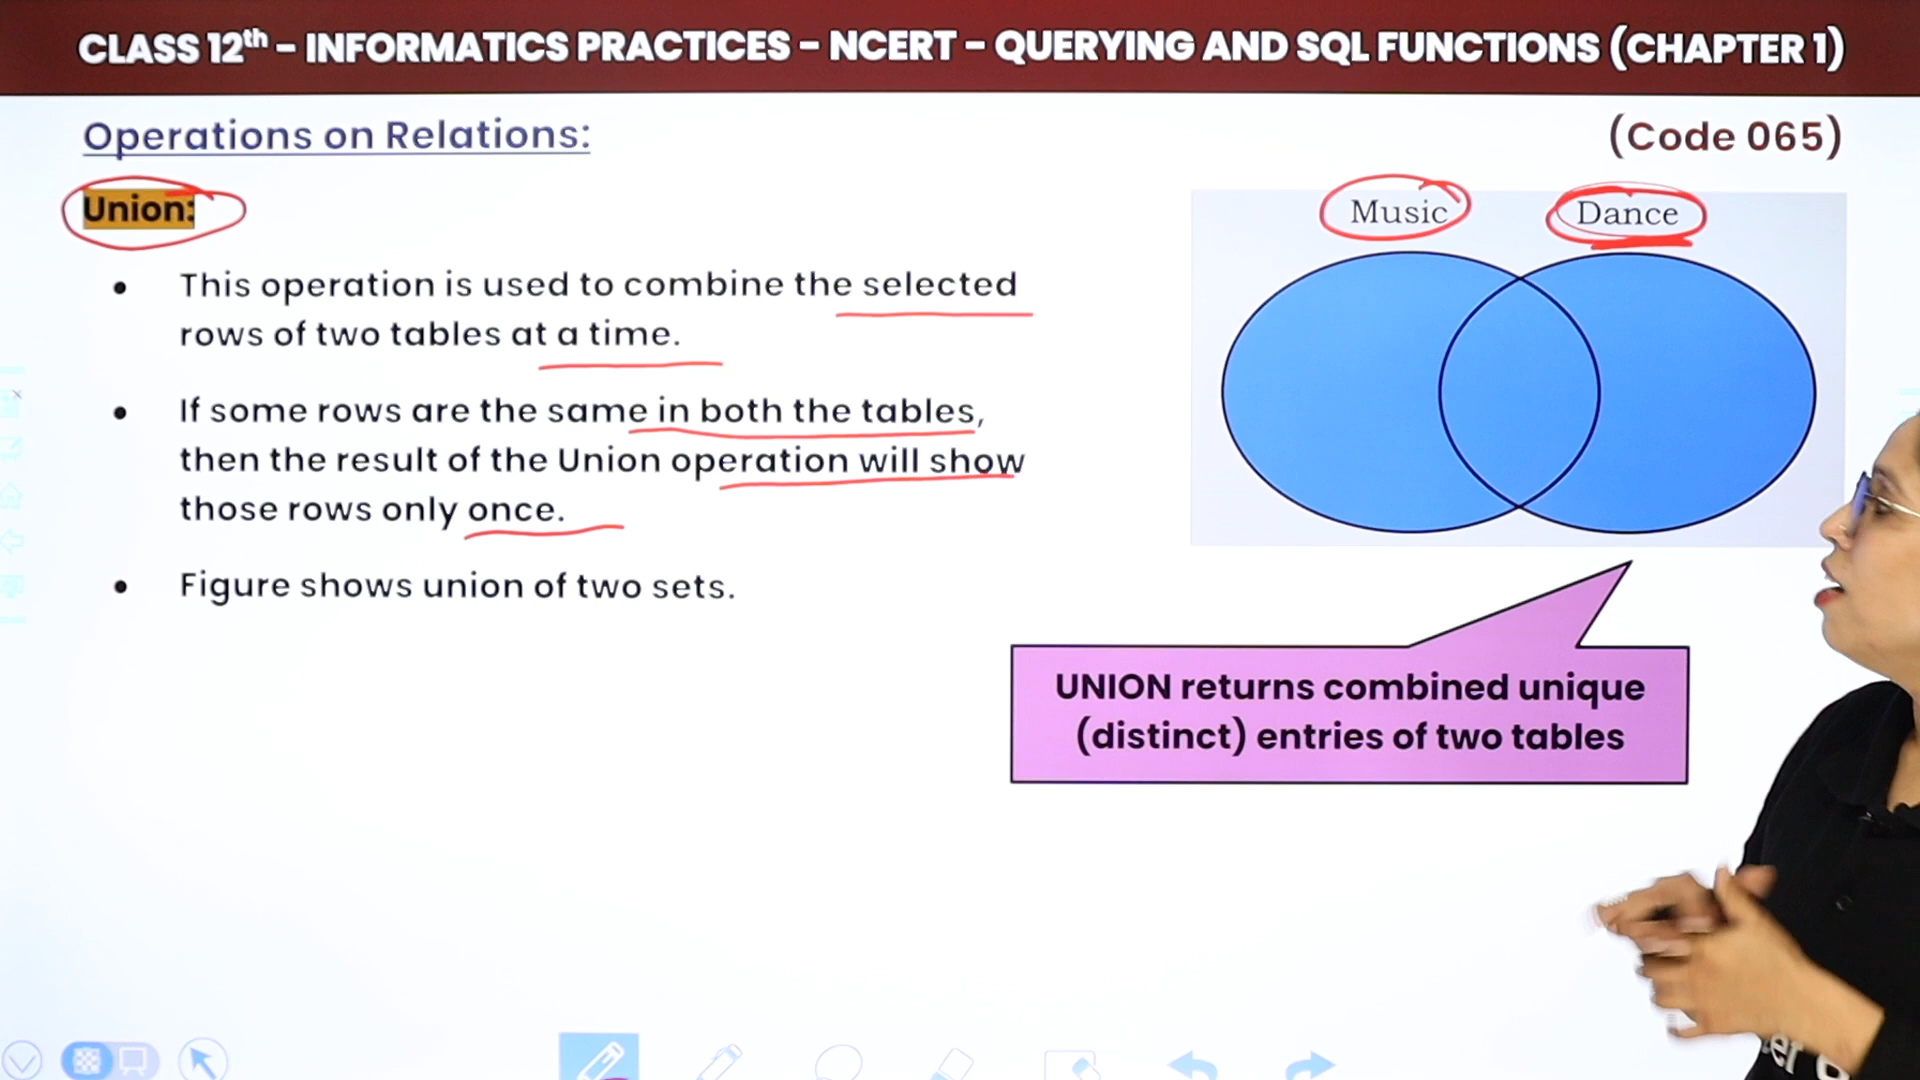 CLASS 12th – INFORMATICS PRACTICES – NCERT – QUERYING AND SQL FUNCTIONS (CHAPTER 1)
Operations on Relations:
(Code 065)
Union:
Music
Dance
• This operation is used to combine the selected
rows of two tables at a time.
• If some rows are the same in both the tables,
then the result of the Union operation will show
those rows only once.
• Figure shows union of two sets.
UNION returns combined unique
(distinct) entries of two tables